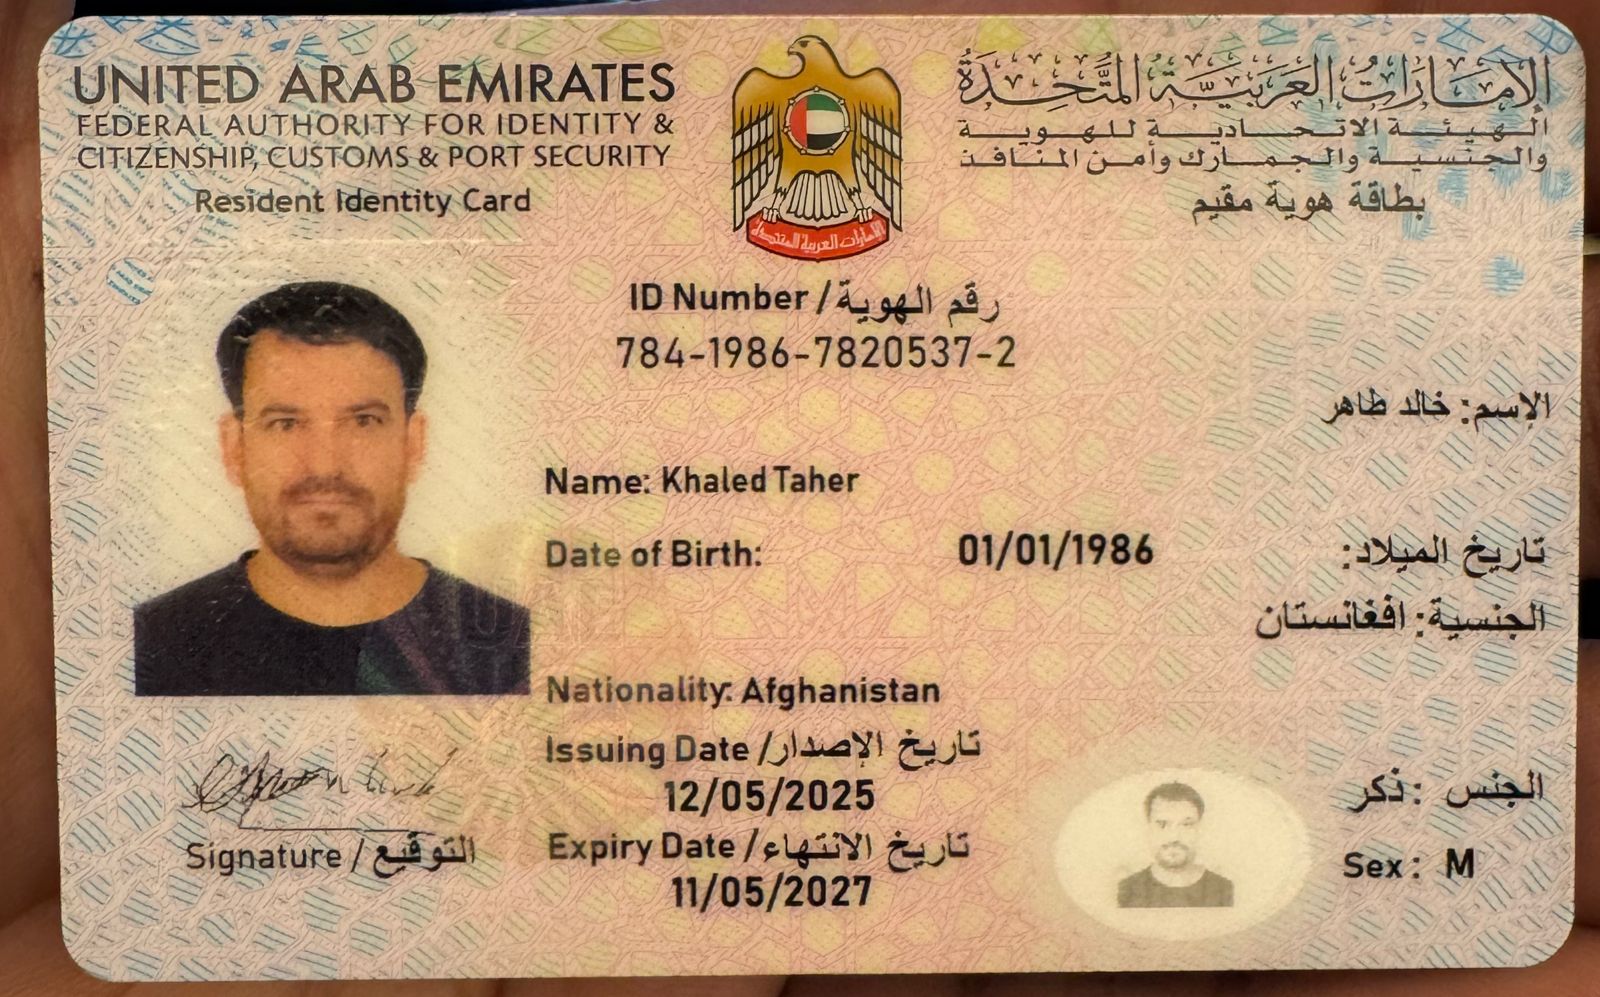 UNITED ARAB EMIRATES
FEDERAL AUTHORITY FOR IDENTITY &
CITIZENSHIP, CUSTOMS & PORT SECURITY
Resident Identity Card
الإمارات العربية المتحدة
الهيئة الاتحادية للهوية
والجنسية والجمارك وأمن المنافذ
بطاقة هوية مقيم
الإمارات العربية المتحدة
ID Number / رقم الهوية
784-1986-7820537-2
الإسم: خالد طاهر
Name: Khaled Taher
Date of Birth: 01/01/1986 تاريخ الميلاد:
الجنسية: افغانستان
Nationality: Afghanistan
Issuing Date / تاريخ الإصدار
12/05/2025
Expiry Date / تاريخ الانتهاء
11/05/2027
الجنس : ذكر
Sex : M
Signature / التوقيع